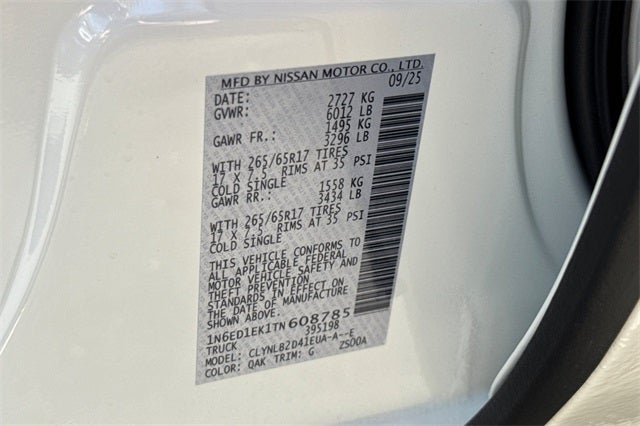 MFD BY NISSAN MOTOR CO., LTD.
DATE: 09/25
GVWR: 2727 KG
6012 LB
GAWR FR.: 1495 KG
3296 LB
WITH 265/65R17 TIRES
17 X 7.5 RIMS AT 35 PSI
COLD SINGLE
GAWR RR.: 1558 KG
3434 LB
WITH 265/65R17 TIRES
17 X 7.5 RIMS AT 35 PSI
COLD SINGLE
THIS VEHICLE CONFORMS TO
ALL APPLICABLE FEDERAL
MOTOR VEHICLE SAFETY AND
THEFT PREVENTION
STANDARDS IN EFFECT ON
THE DATE OF MANUFACTURE
SHOWN ABOVE.
1N6ED1EK1TN608785
TRUCK 395198
MODEL: CLYNLB2D41EUA-A--E
COLOR: QAK TRIM: G ZS00A